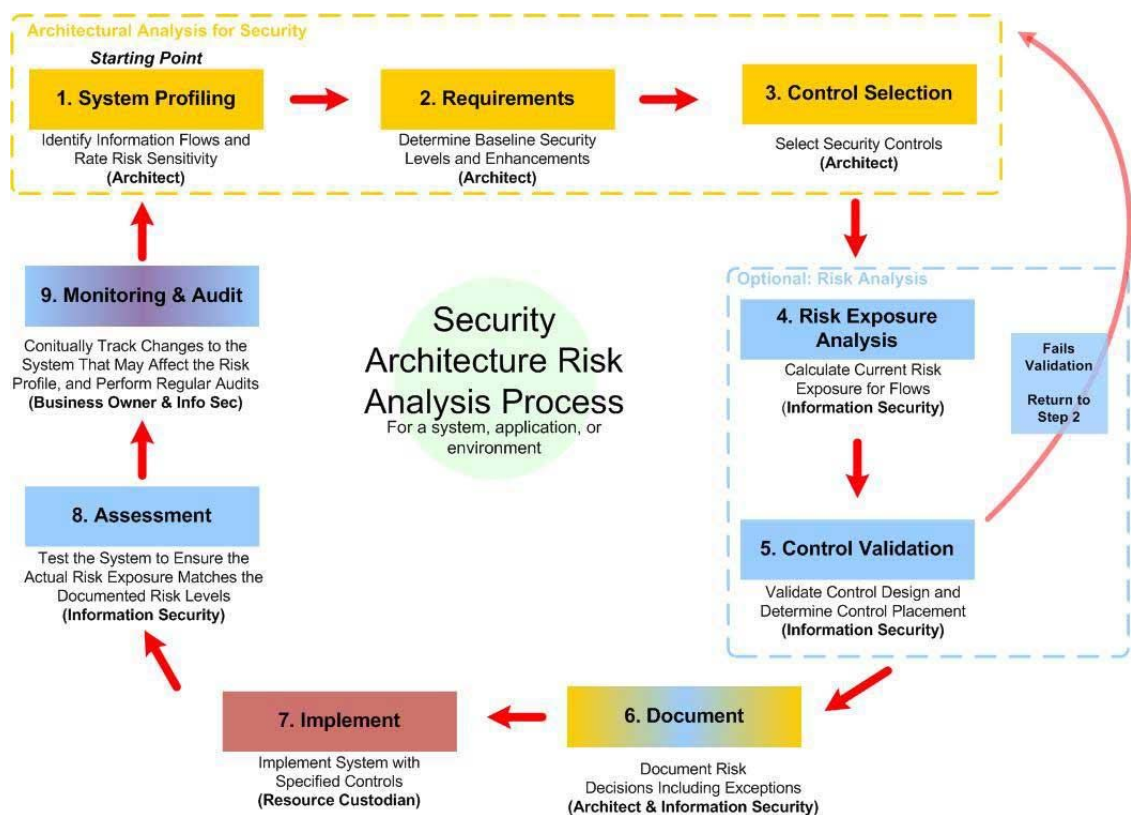 Architectural Analysis for Security
Starting Point
1. System Profiling
Identify Information Flows and
Rate Risk Sensitivity
(Architect)
2. Requirements
Determine Baseline Security
Levels and Enhancements
(Architect)
3. Control Selection
Select Security Controls
(Architect)
Optional: Risk Analysis
4. Risk Exposure
Analysis
Calculate Current Risk
Exposure for Flows
(Information Security)
Fails
Validation
Return to
Step 2
5. Control Validation
Validate Control Design and
Determine Control Placement
(Information Security)
6. Document
Document Risk
Decisions Including Exceptions
(Architect & Information Security)
7. Implement
Implement System with
Specified Controls
(Resource Custodian)
8. Assessment
Test the System to Ensure the
Actual Risk Exposure Matches the
Documented Risk Levels
(Information Security)
9. Monitoring & Audit
Conitually Track Changes to the
System That May Affect the Risk
Profile, and Perform Regular Audits
(Business Owner & Info Sec)
Security
Architecture Risk
Analysis Process
For a system, application, or
environment